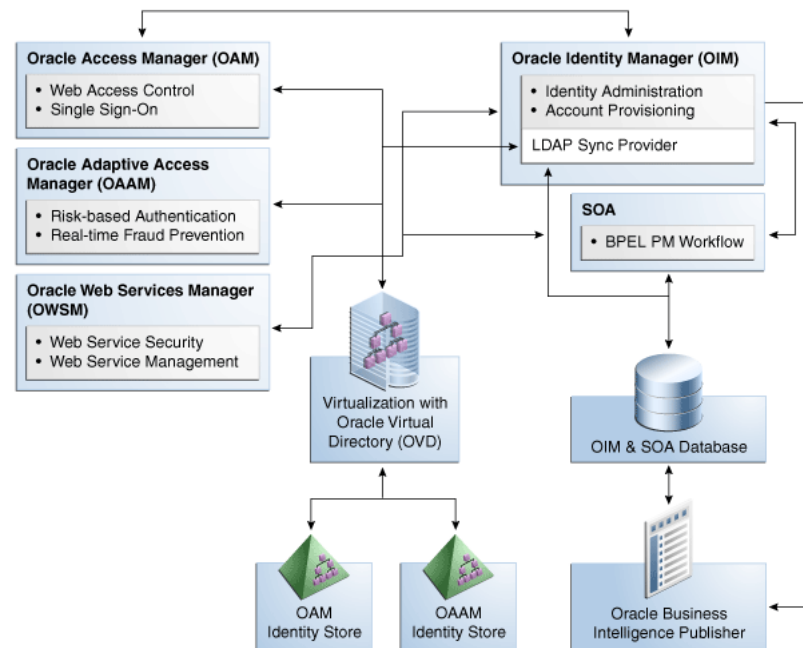 Oracle Access Manager (OAM)
• Web Access Control
• Single Sign-On
Oracle Adaptive Access
Manager (OAAM)
• Risk-based Authentication
• Real-time Fraud Prevention
Oracle Web Services Manager
(OWSM)
• Web Service Security
• Web Service Management
Oracle Identity Manager (OIM)
• Identity Administration
• Account Provisioning
LDAP Sync Provider
SOA
• BPEL PM Workflow
Virtualization with
Oracle Virtual
Directory (OVD)
OIM & SOA Database
OAM
Identity Store
OAAM
Identity Store
Oracle Business
Intelligence Publisher